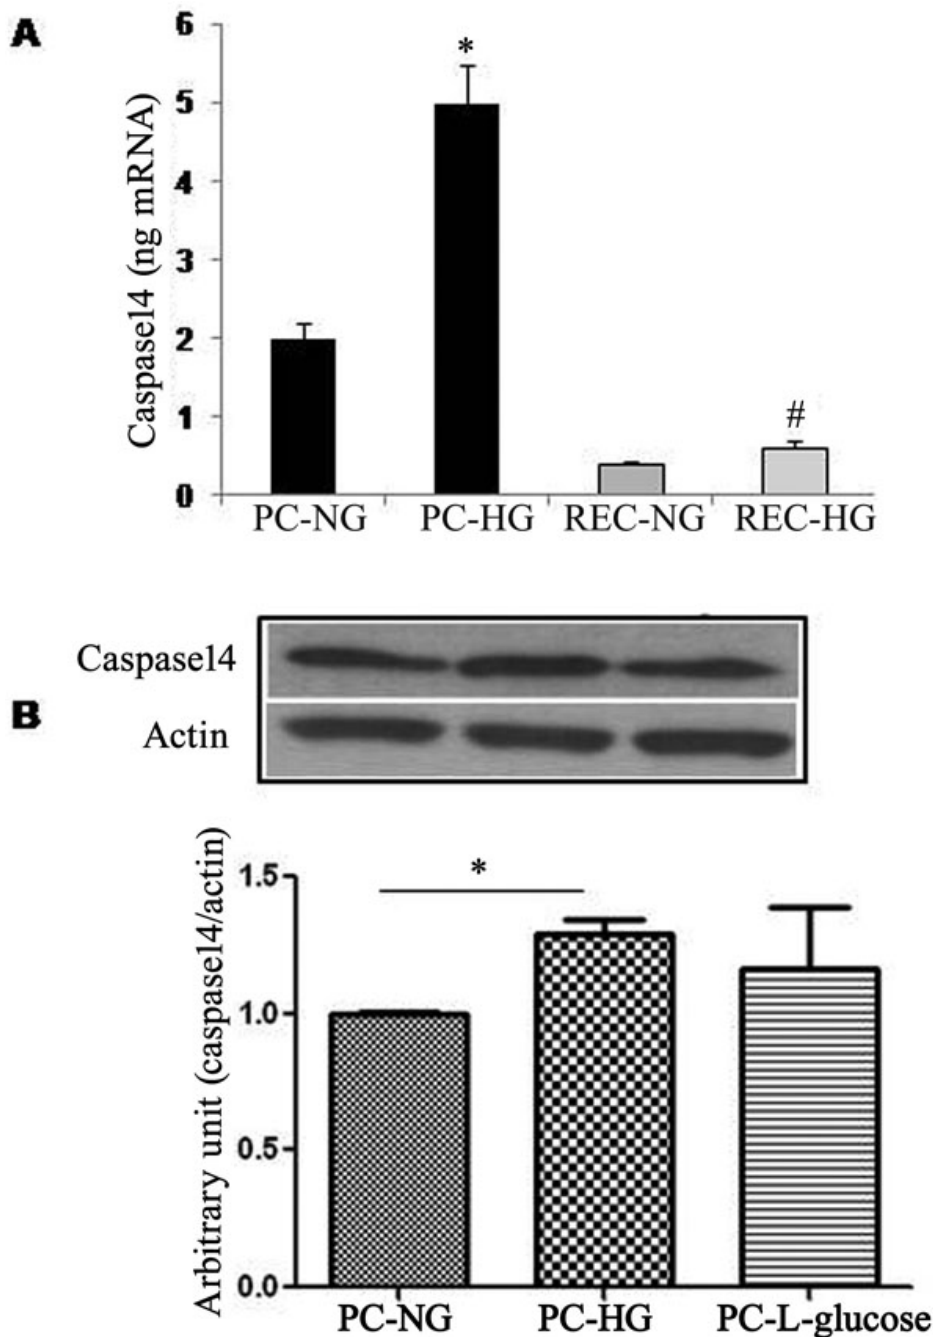 A
Caspase14 (ng mRNA)
6
5
4
3
2
1
0
*
#
PC-NG PC-HG REC-NG REC-HG
B
Caspase14
Actin
Arbitrary unit (caspase14/actin)
1.5
1.0
0.5
0.0
*
PC-NG PC-HG PC-L-glucose